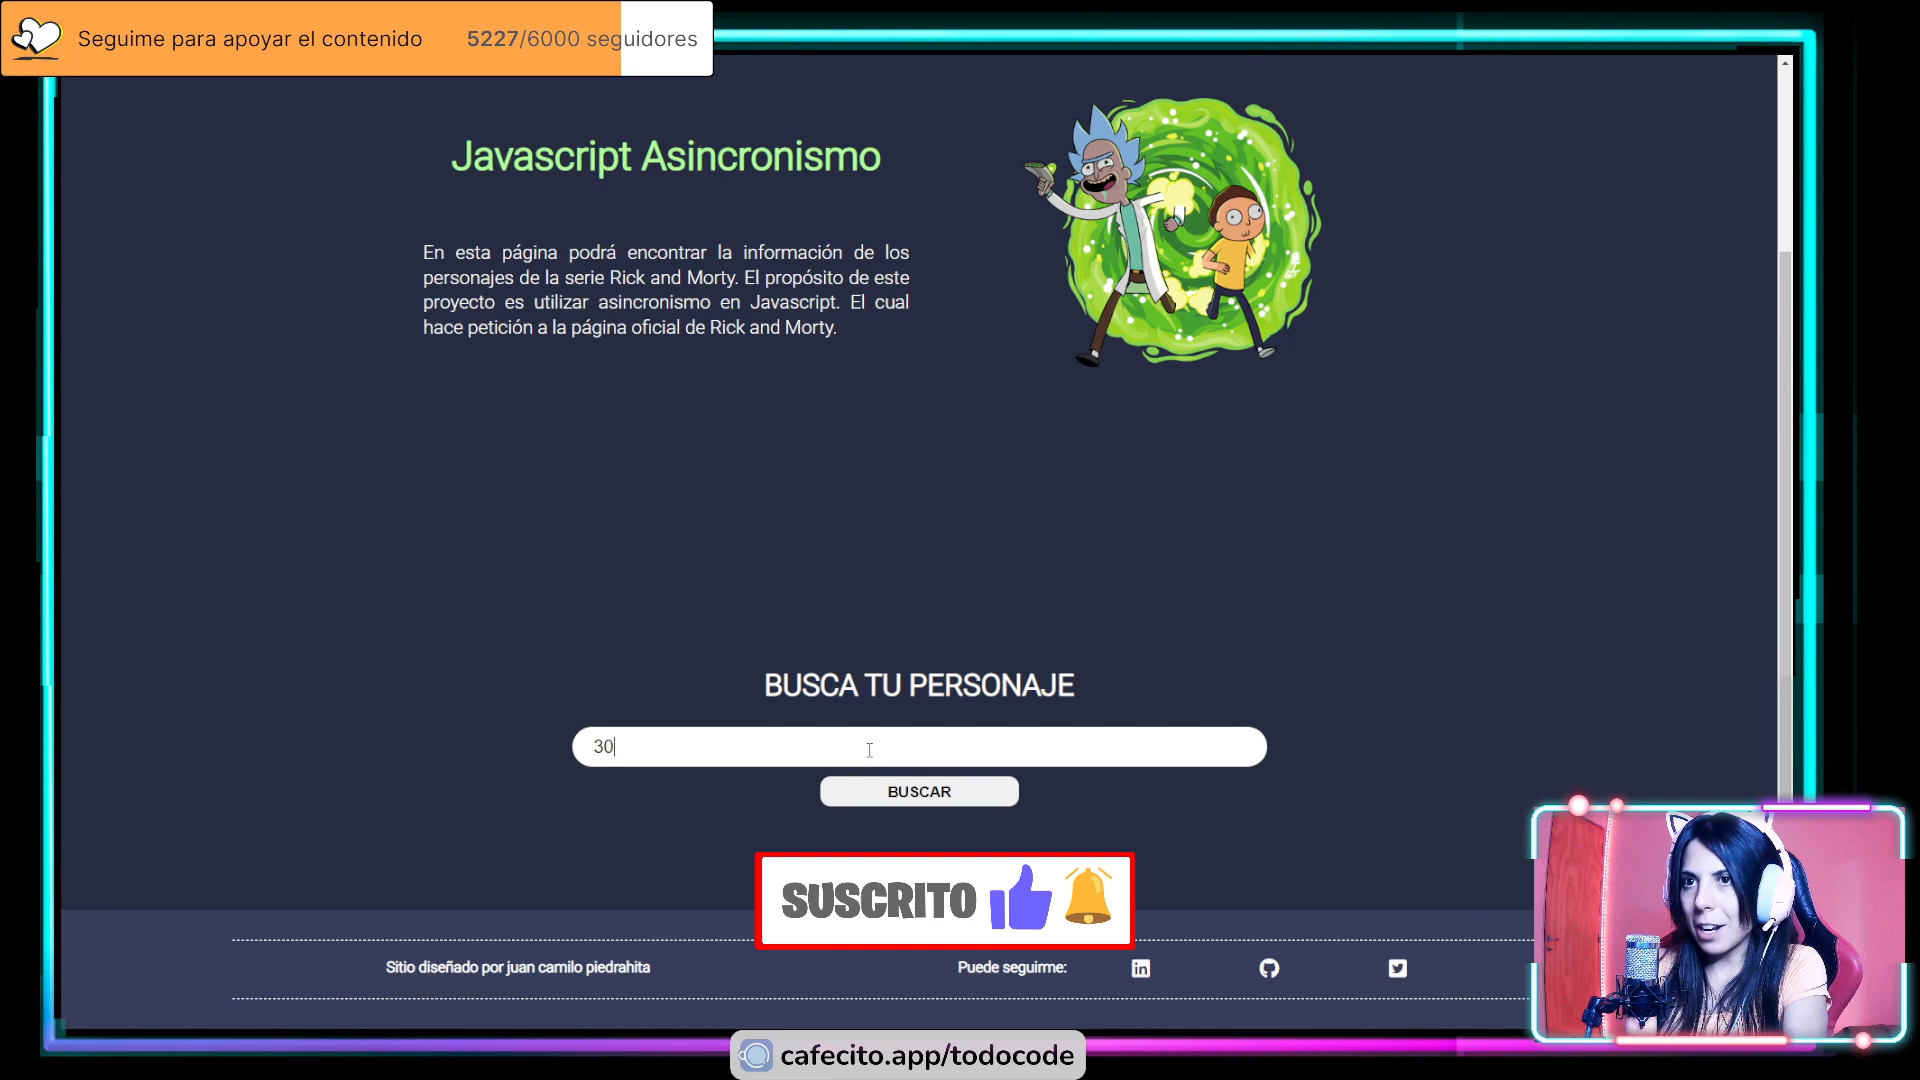 Seguime para apoyar el contenido 5227/6000 seguidores
Javascript Asincronismo
En esta página podrá encontrar la información de los
personajes de la serie Rick and Morty. El propósito de este
proyecto es utilizar asincronismo en Javascript. El cual
hace petición a la página oficial de Rick and Morty.
BUSCA TU PERSONAJE
30
BUSCAR
SUSCRITO
Sitio diseñado por juan camilo piedrahita
Puede seguirme:
in
cafecito.app/todocode